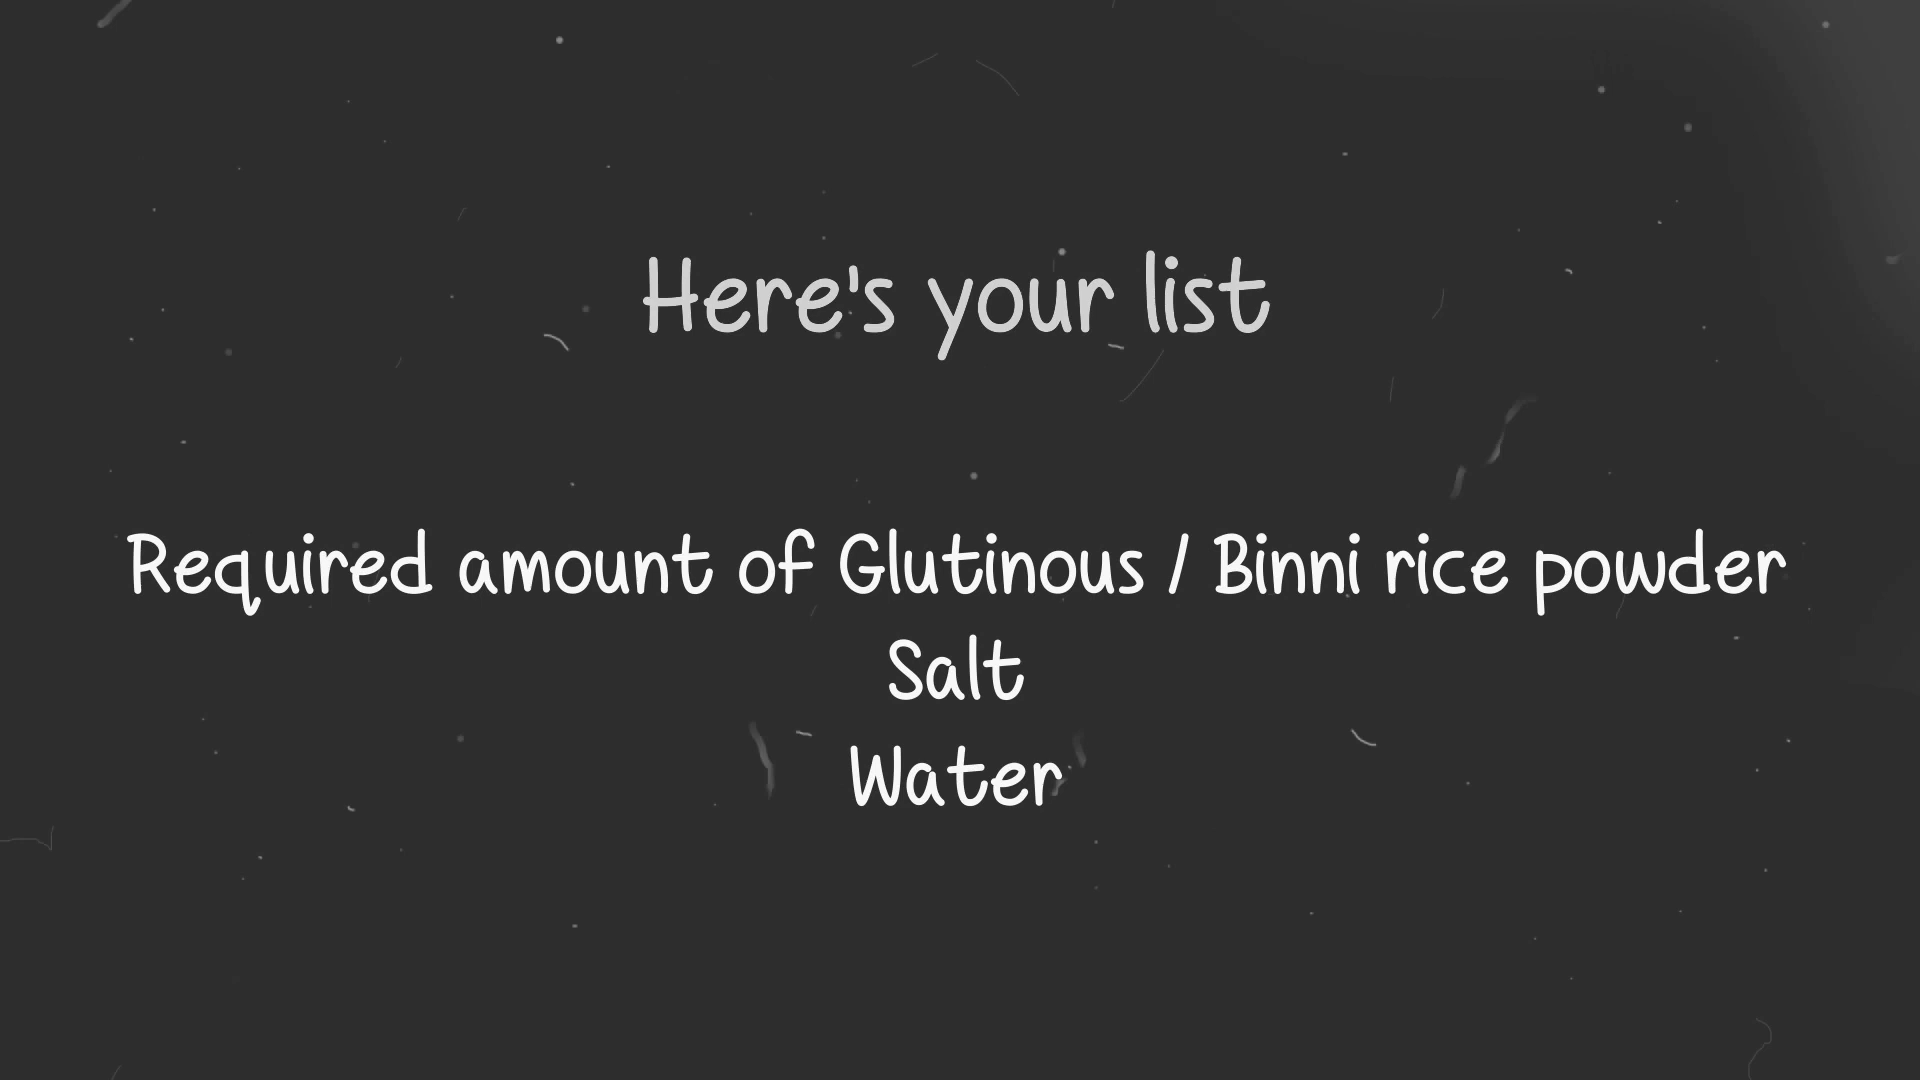 Here's your list
Required amount of Glutinous / Binni rice powder
Salt
Water